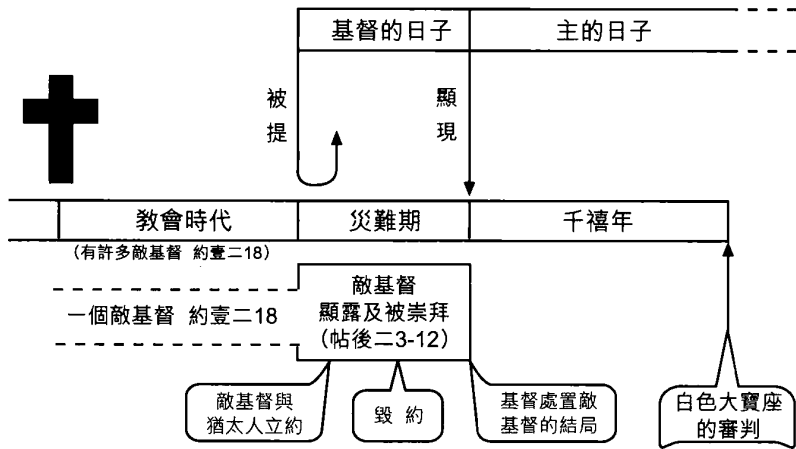 基督的日子
主的日子
被
提
顯
現
教會時代
災難期
千禧年
(有許多敵基督 約壹二18)
一個敵基督 約壹二18
敵基督
顯露及被崇拜
(帖後二3-12)
敵基督與
猶太人立約
毀 約
基督處置敵
基督的結局
白色大寶座
的審判